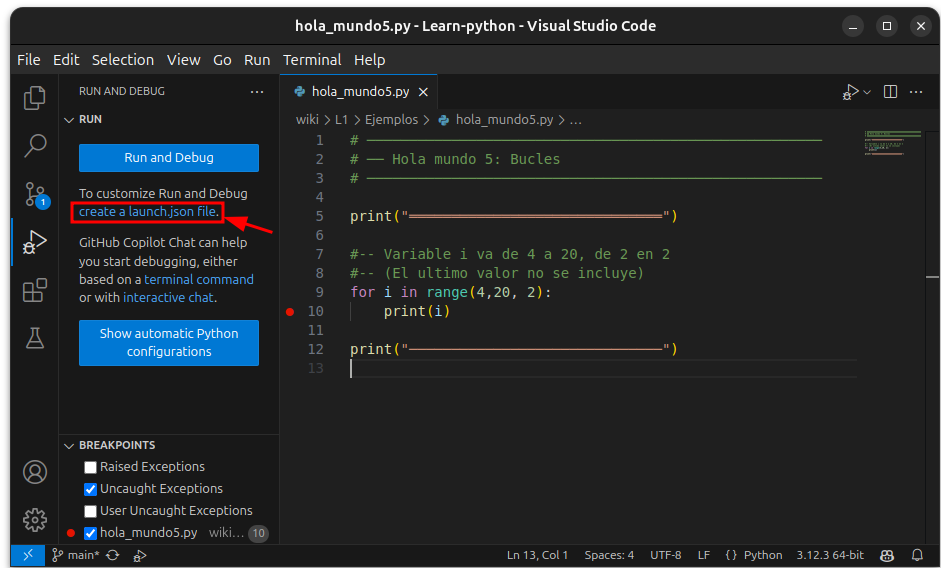 hola_mundo5.py - Learn-python - Visual Studio Code
File Edit Selection View Go Run Terminal Help
RUN AND DEBUG
RUN
Run and Debug
To customize Run and Debug
create a launch.json file.
GitHub Copilot Chat can help
you start debugging, either
based on a terminal command
or with interactive chat.
Show automatic Python
configurations
BREAKPOINTS
Raised Exceptions
Uncaught Exceptions
User Uncaught Exceptions
hola_mundo5.py wiki... 10
1
hola_mundo5.py
wiki > L1 > Ejemplos > hola_mundo5.py > ...
1 # ────────────────────────────
2 # ── Hola mundo 5: Bucles
3 # ────────────────────────────
4
5 print("══════════════════════════════")
6
7 #-- Variable i va de 4 a 20, de 2 en 2
8 #-- (El ultimo valor no se incluye)
9 for i in range(4,20, 2):
10 print(i)
11
12 print("──────────────────────────────")
13
main* Ln 13, Col 1 Spaces: 4 UTF-8 LF {} Python 3.12.3 64-bit